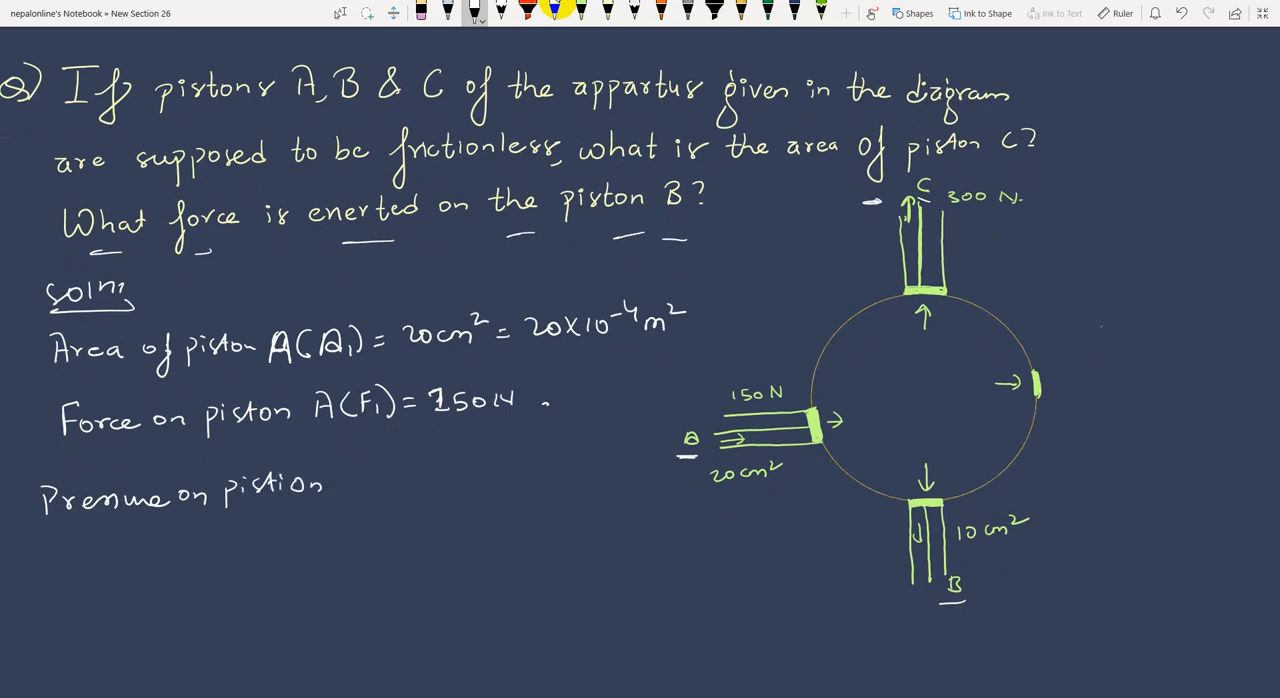 nepalonline's Notebook » New Section 26
Shapes
Ink to Shape
Ink to Text
Ruler
Q) If pistons A, B & C of the appartus given in the diagram
are supposed to be frictionless, what is the area of piston C?
What force is enerted on the piston B?
C 300 N.
soln,
Area of piston A(A₁) = 20cm² = 20×10⁻⁴m²
Force on piston A(F₁) = 150N .
150 N
A
20cm²
Pressure on pistion
10 cm²
B